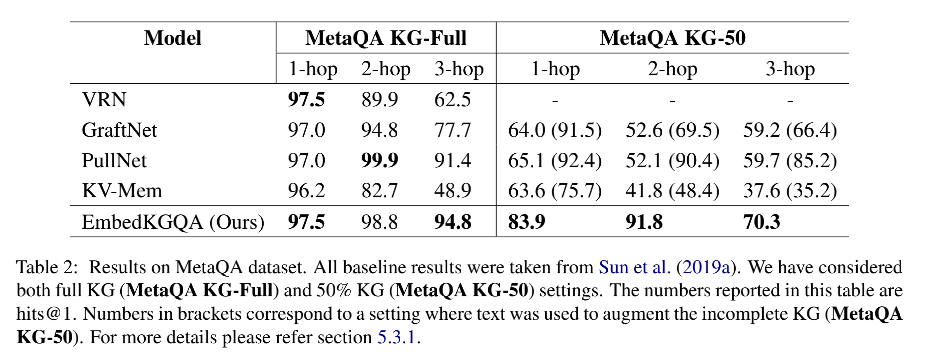 Model MetaQA KG-Full MetaQA KG-50
1-hop 2-hop 3-hop 1-hop 2-hop 3-hop
VRN 97.5 89.9 62.5 - - -
GraftNet 97.0 94.8 77.7 64.0 (91.5) 52.6 (69.5) 59.2 (66.4)
PullNet 97.0 99.9 91.4 65.1 (92.4) 52.1 (90.4) 59.7 (85.2)
KV-Mem 96.2 82.7 48.9 63.6 (75.7) 41.8 (48.4) 37.6 (35.2)
EmbedKGQA (Ours) 97.5 98.8 94.8 83.9 91.8 70.3
Table 2: Results on MetaQA dataset. All baseline results were taken from Sun et al. (2019a). We have considered
both full KG (MetaQA KG-Full) and 50% KG (MetaQA KG-50) settings. The numbers reported in this table are
hits@1. Numbers in brackets correspond to a setting where text was used to augment the incomplete KG (MetaQA
KG-50). For more details please refer section 5.3.1.